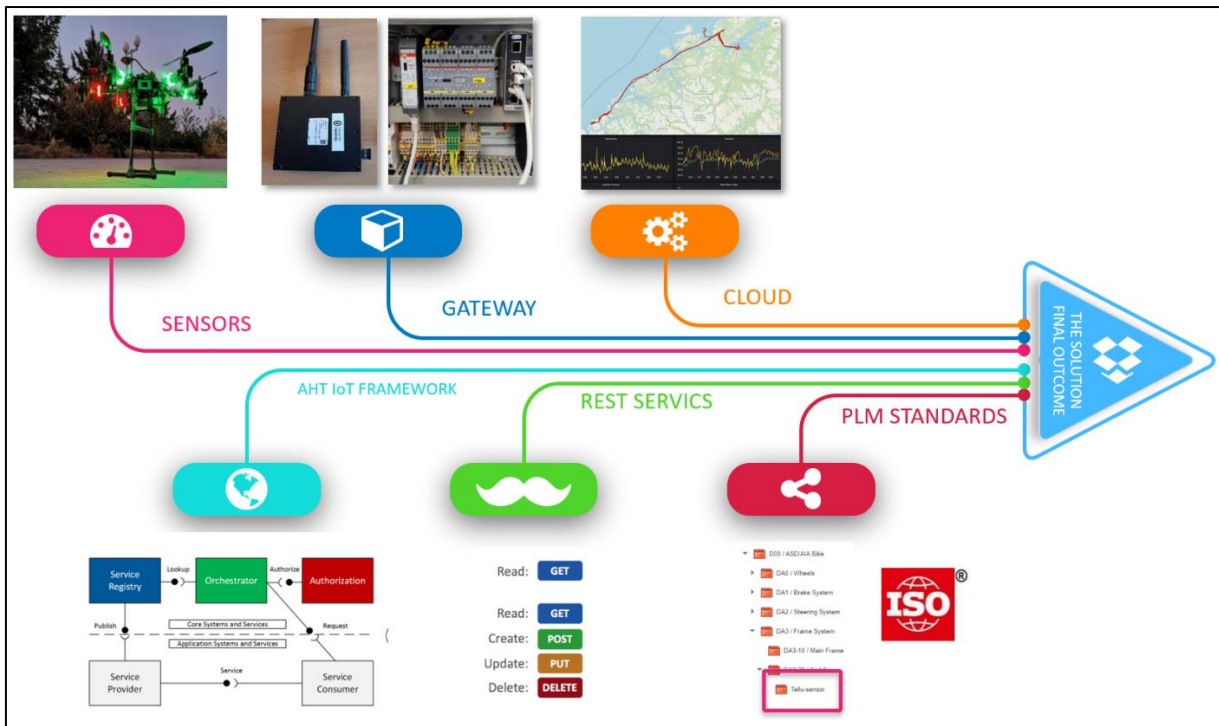 SENSORS
GATEWAY
CLOUD
THE SOLUTION
FINAL OUTCOME
AHT IoT FRAMEWORK
REST SERVICS
PLM STANDARDS
Service
Registry
Lookup
Orchestrator
Authorize
Authorization
Publish
Core Systems and Services
Application Systems and Services
Request
Service
Provider
Service
Service
Consumer
Read: GET
Read: GET
Create: POST
Update: PUT
Delete: DELETE
D00 / ASD/AIA Bike
DA0 / Wheels
DA1 / Brake System
DA2 / Steering System
DA3 / Frame System
DA3-10 / Main Frame
Tellu-sensor
ISO
®